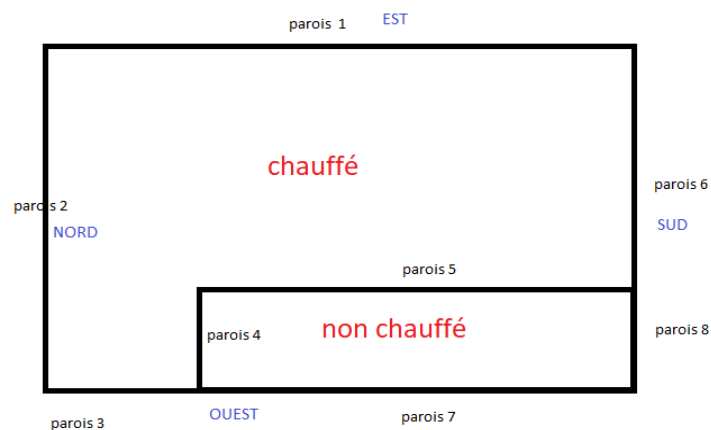 parois 1 EST
chauffé
parois 6
parois 2
NORD
SUD
parois 5
parois 4
non chauffé
parois 8
OUEST
parois 7
parois 3